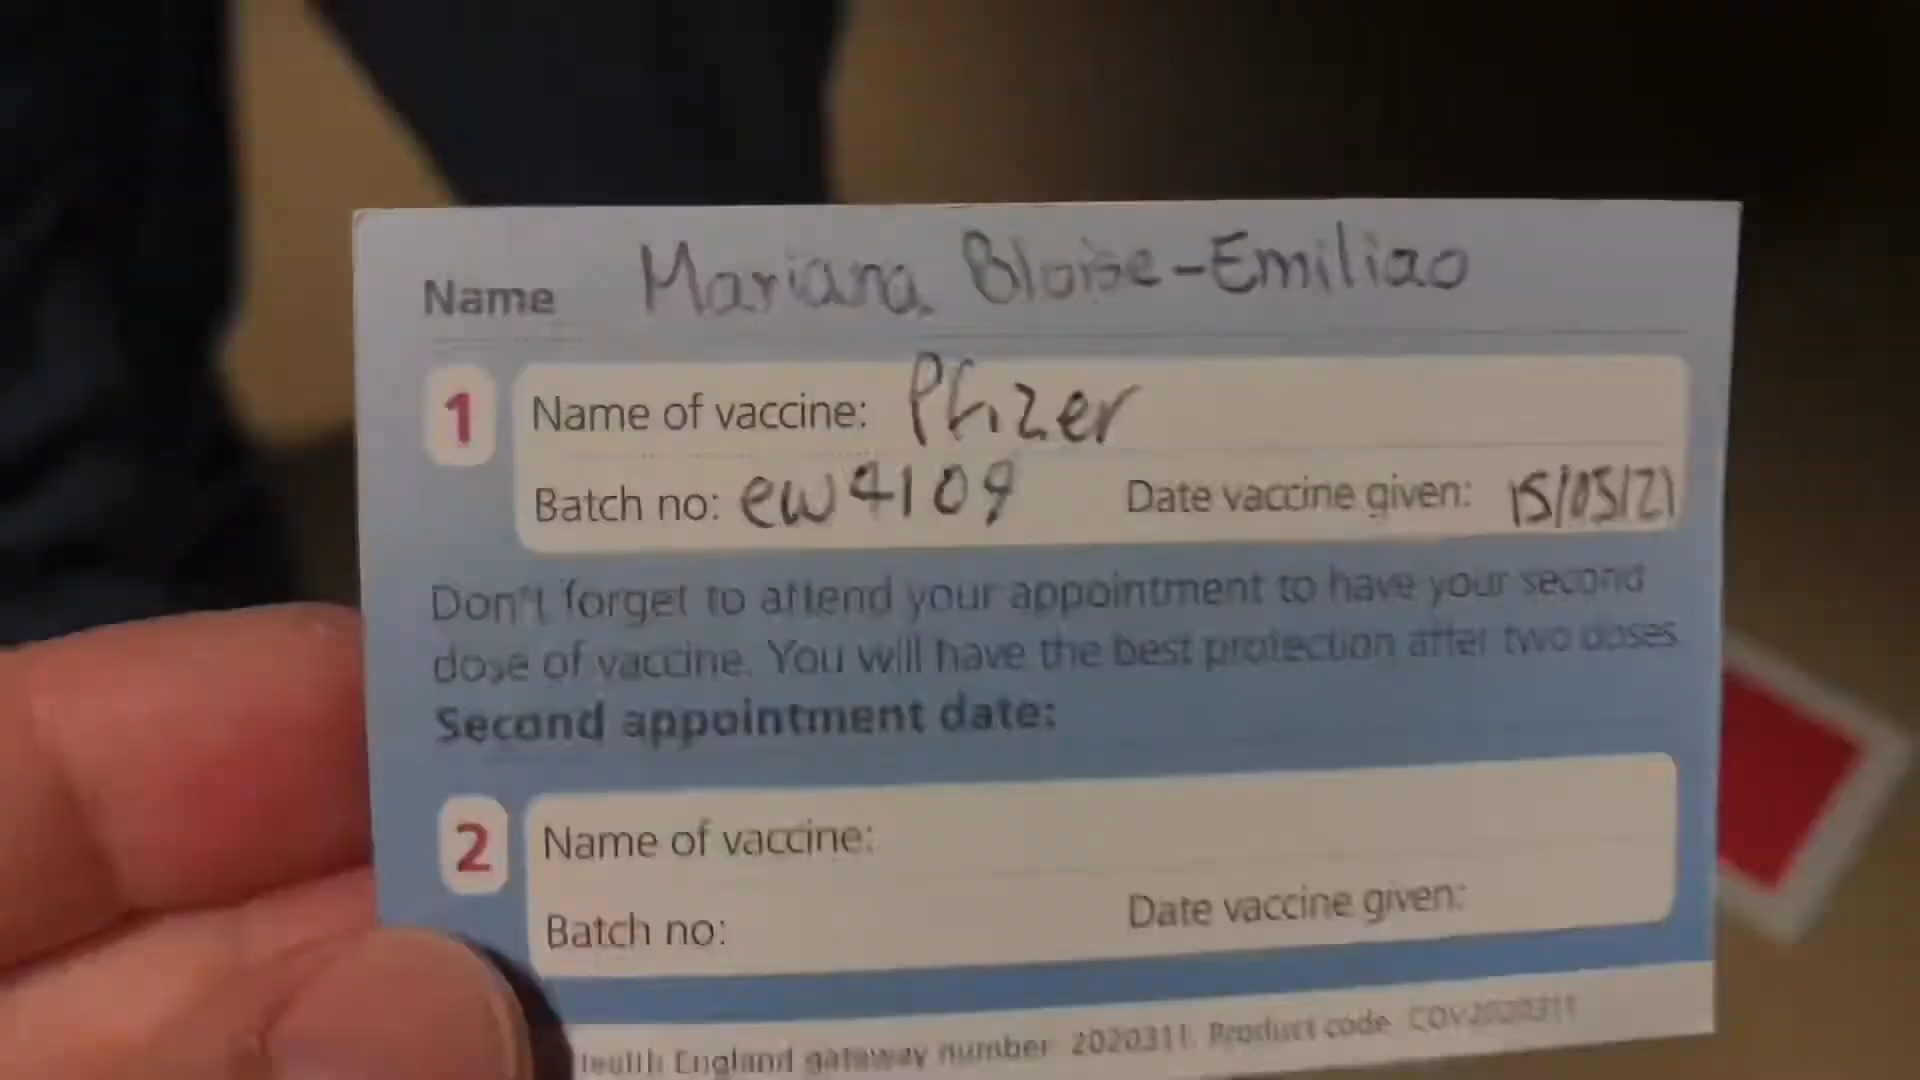 Name Mariana Bloise-Emiliao
1 Name of vaccine: Pfizer
Batch no: ew4109 Date vaccine given: 15/05/21
Don't forget to attend your appointment to have your second
dose of vaccine. You will have the best protection after two doses.
Second appointment date:
2 Name of vaccine:
Batch no: Date vaccine given:
Health England gateway number 2020311. Product code COV2020311